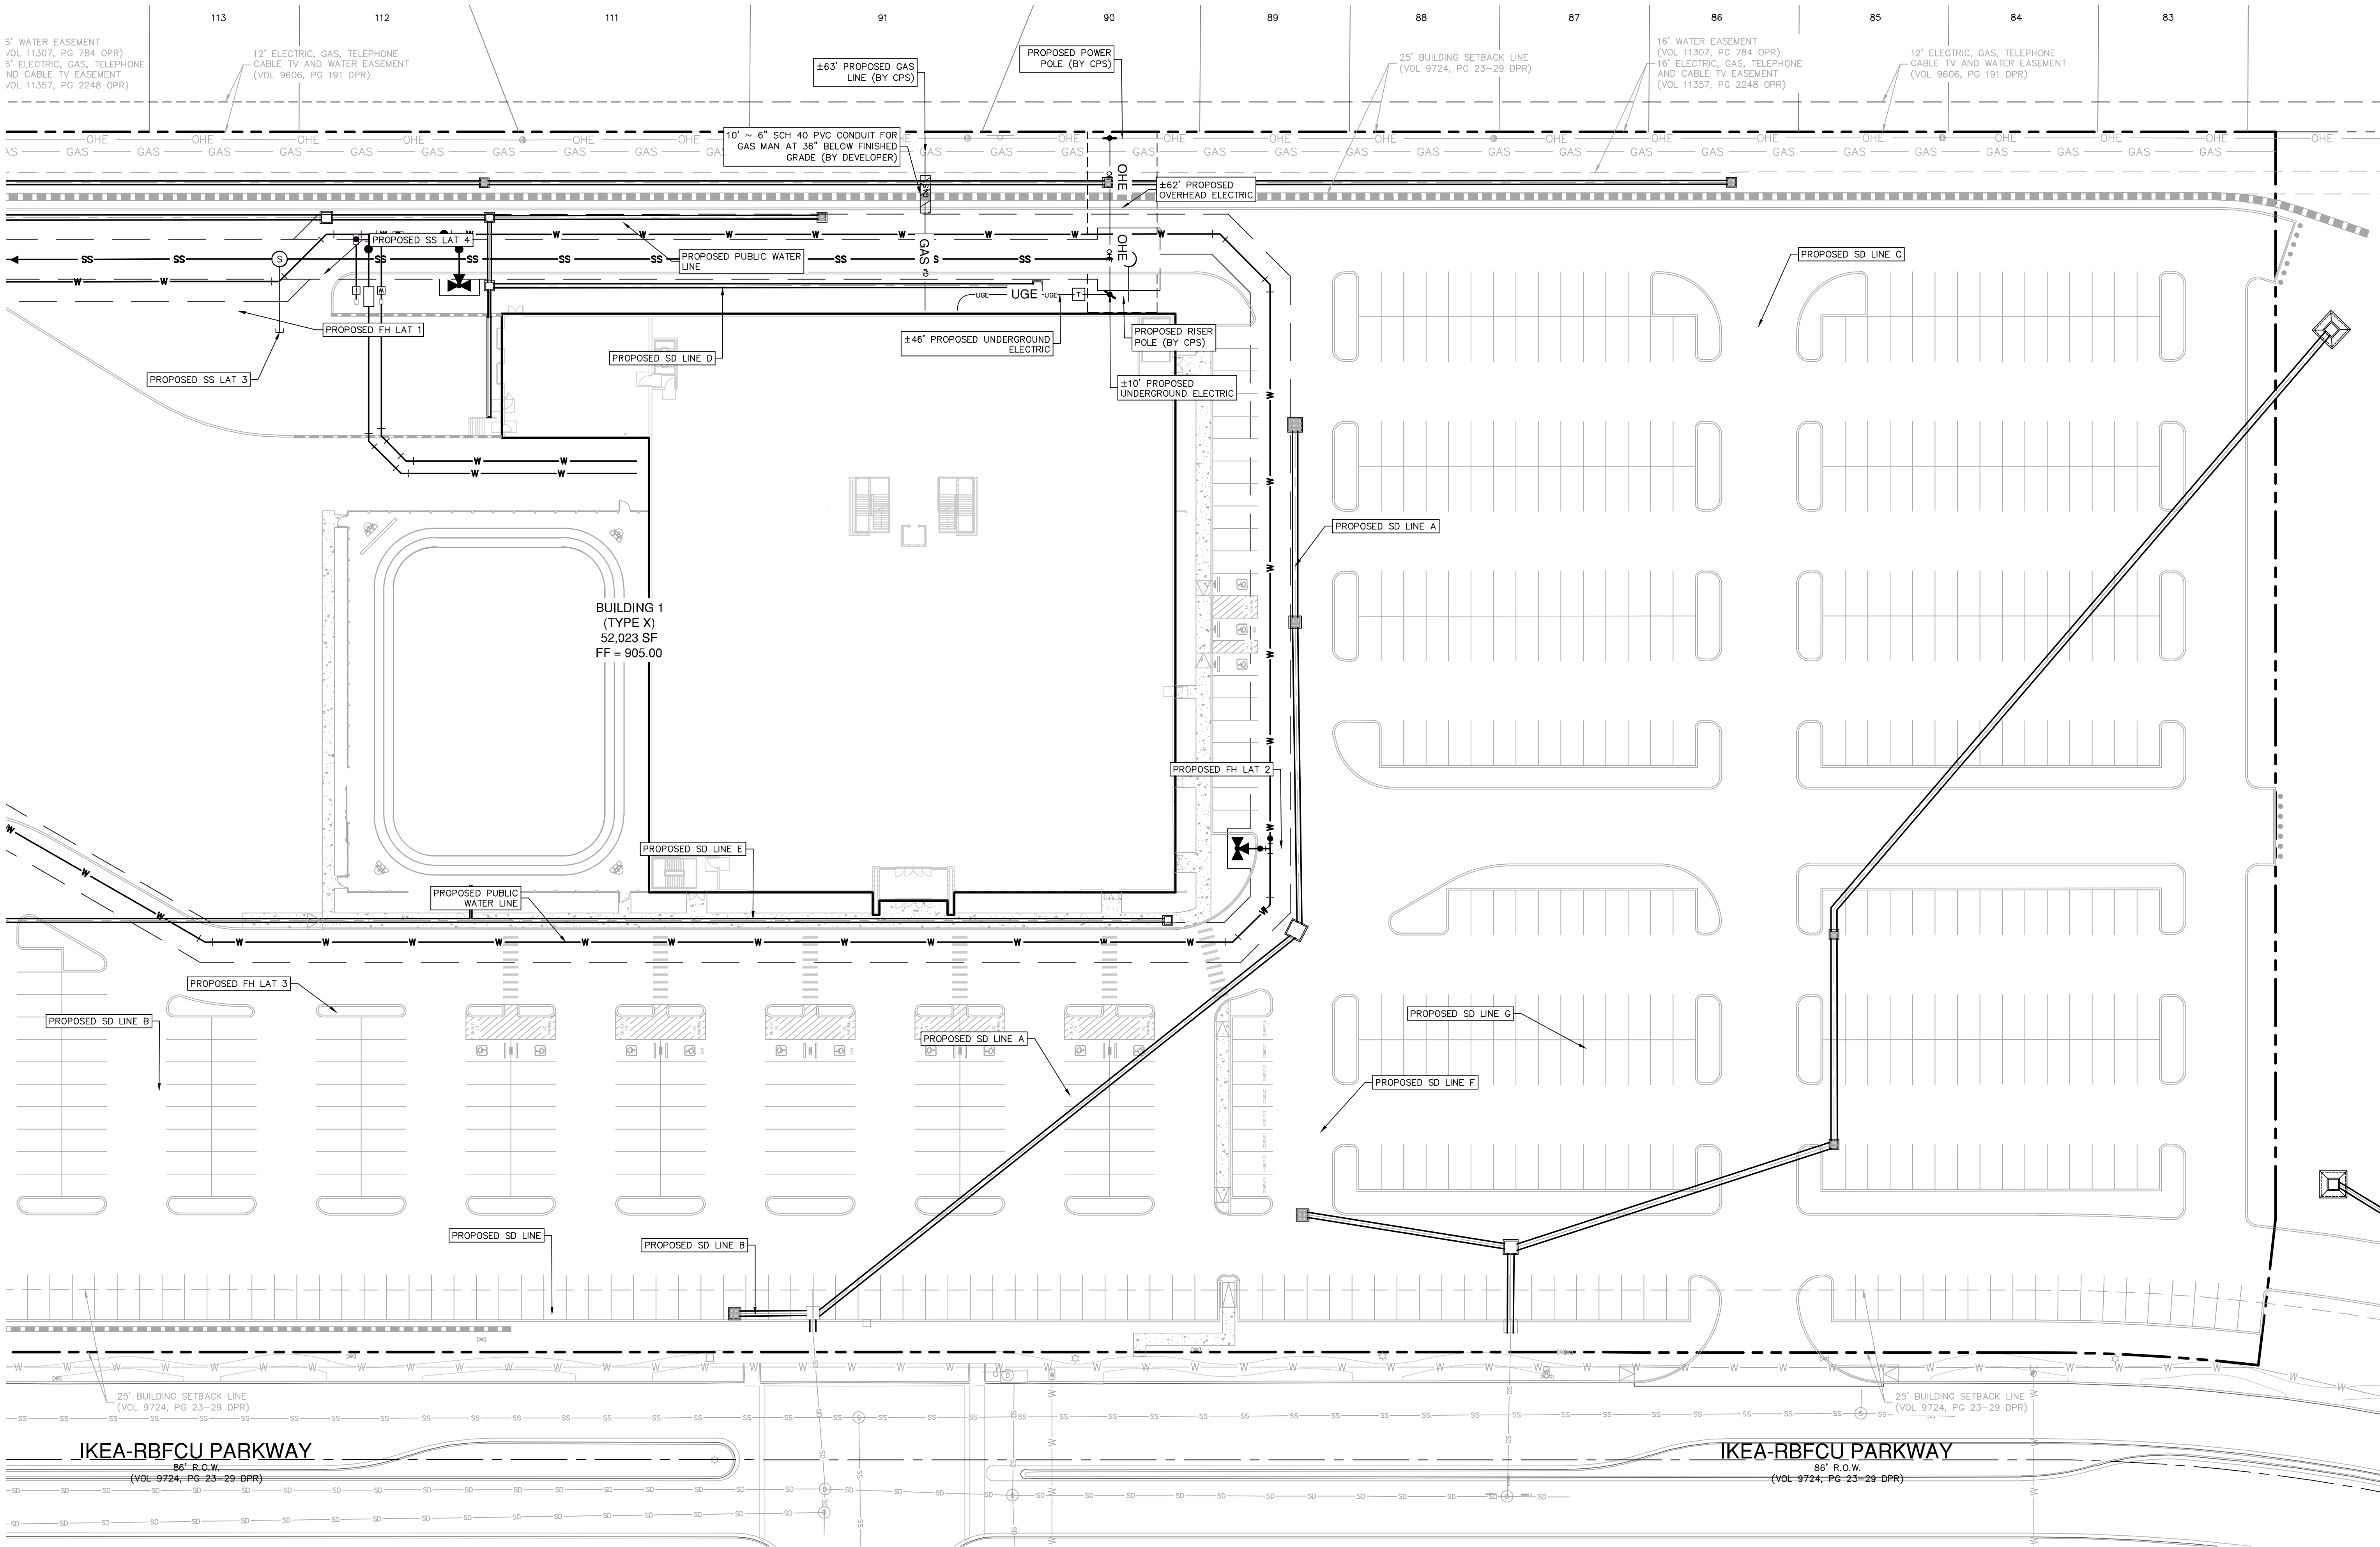 113
112
111
91
90
89
88
87
86
85
84
83
WATER EASEMENT
VOL 11307, PG 784 OPR)
ELECTRIC, GAS, TELEPHONE
AND CABLE TV EASEMENT
VOL 11357, PG 2248 OPR)
12' ELECTRIC, GAS, TELEPHONE
CABLE TV AND WATER EASEMENT
(VOL 9606, PG 191 DPR)
±63' PROPOSED GAS
LINE (BY CPS)
PROPOSED POWER
POLE (BY CPS)
25' BUILDING SETBACK LINE
(VOL 9724, PG 23-29 DPR)
16' WATER EASEMENT
(VOL 11307, PG 784 OPR)
16' ELECTRIC, GAS, TELEPHONE
AND CABLE TV EASEMENT
(VOL 11357, PG 2248 OPR)
12' ELECTRIC, GAS, TELEPHONE
CABLE TV AND WATER EASEMENT
(VOL 9606, PG 191 DPR)
10' ~ 6" SCH 40 PVC CONDUIT FOR
GAS MAN AT 36" BELOW FINISHED
GRADE (BY DEVELOPER)
OHE
GAS
±62' PROPOSED
OVERHEAD ELECTRIC
PROPOSED SS LAT 4
PROPOSED PUBLIC WATER
LINE
PROPOSED SD LINE C
SS
S
W
GAS
OHE
OHE
UGE
UGE
UGE
T
PROPOSED FH LAT 1
PROPOSED SD LINE D
±46' PROPOSED UNDERGROUND
ELECTRIC
PROPOSED RISER
POLE (BY CPS)
PROPOSED SS LAT 3
±10' PROPOSED
UNDERGROUND ELECTRIC
PROPOSED SD LINE A
BUILDING 1
(TYPE X)
52,023 SF
FF = 905.00
PROPOSED FH LAT 2
PROPOSED SD LINE E
PROPOSED PUBLIC
WATER LINE
PROPOSED FH LAT 3
PROPOSED SD LINE B
PROPOSED SD LINE A
PROPOSED SD LINE G
PROPOSED SD LINE F
PROPOSED SD LINE
PROPOSED SD LINE B
25' BUILDING SETBACK LINE
(VOL 9724, PG 23-29 DPR)
25' BUILDING SETBACK LINE
(VOL 9724, PG 23-29 DPR)
IKEA-RBFCU PARKWAY
86' R.O.W.
(VOL 9724, PG 23-29 DPR)
IKEA-RBFCU PARKWAY
86' R.O.W.
(VOL 9724, PG 23-29 DPR)
SD